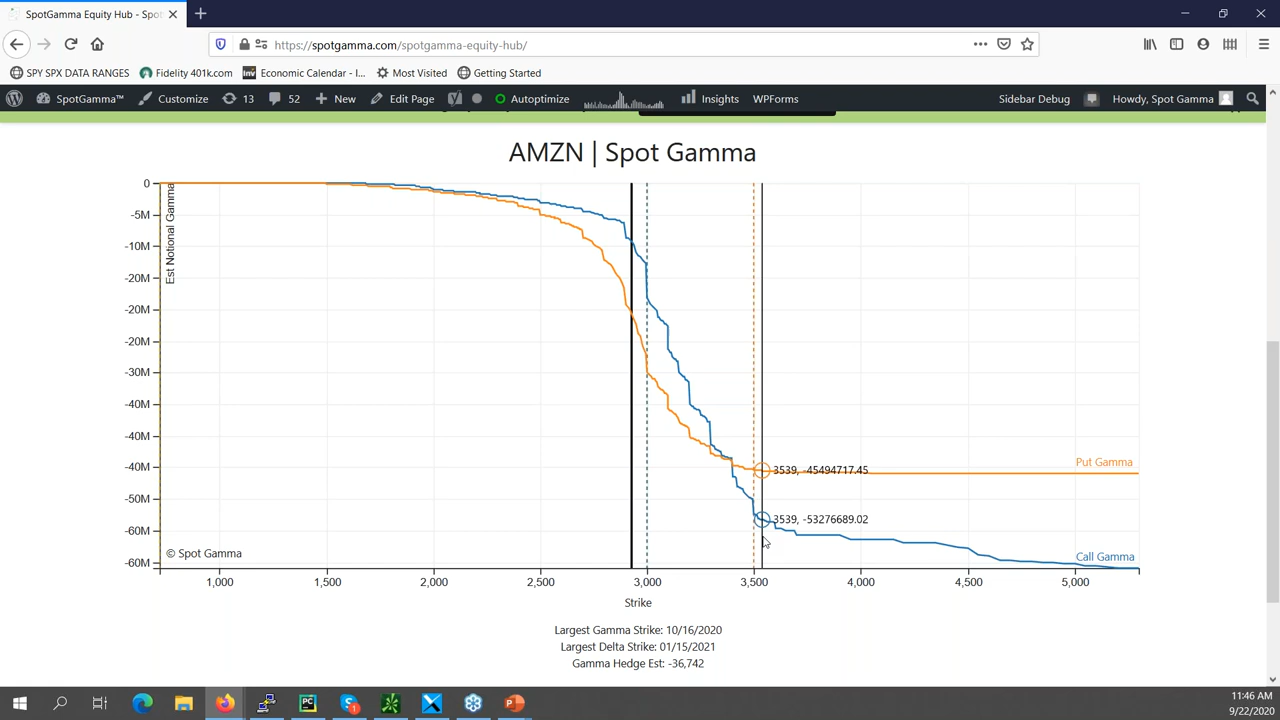 SpotGamma Equity Hub - Spot
https://spotgamma.com/spotgamma-equity-hub/
SPY SPX DATA RANGES Fidelity 401k.com Economic Calendar - I... Most Visited Getting Started
SpotGamma™ Customize 13 52 New Edit Page Autoptimize Insights WPForms Sidebar Debug Howdy, Spot Gamma
AMZN | Spot Gamma
Est Notional Gamma
0
-5M
-10M
-20M
-20M
-20M
-30M
-40M
-40M
-40M
-50M
-60M
-60M
Put Gamma
3539, -45494717.45
3539, -53276689.02
© Spot Gamma
Call Gamma
1,000 1,500 2,000 2,500 3,000 3,500 4,000 4,500 5,000
Strike
Largest Gamma Strike: 10/16/2020
Largest Delta Strike: 01/15/2021
Gamma Hedge Est: -36,742
11:46 AM
9/22/2020